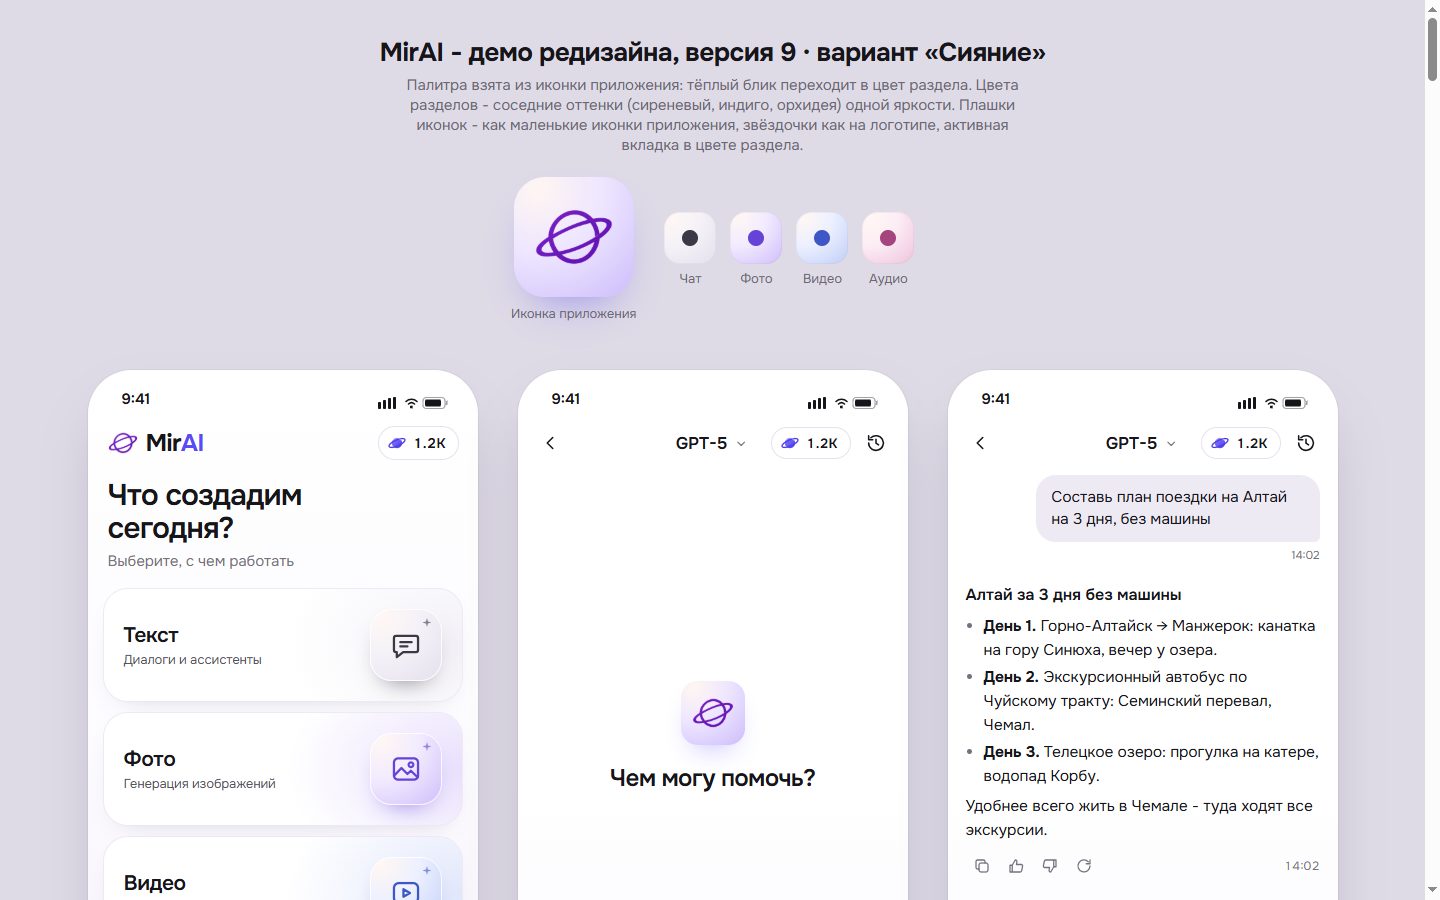 MirAI - демо редизайна, версия 9 · вариант «Сияние»
Палитра взята из иконки приложения: тёплый блик переходит в цвет раздела. Цвета
разделов - соседние оттенки (сиреневый, индиго, орхидея) одной яркости. Плашки
иконок - как маленькие иконки приложения, звёздочки как на логотипе, активная
вкладка в цвете раздела.
Иконка приложения
Чат
Фото
Видео
Аудио
9:41
MirAI
1.2K
Что создадим
сегодня?
Выберите, с чем работать
Текст
Диалоги и ассистенты
Фото
Генерация изображений
Видео
9:41
GPT-5
1.2K
Чем могу помочь?
9:41
GPT-5
1.2K
Составь план поездки на Алтай
на 3 дня, без машины
14:02
Алтай за 3 дня без машины
• День 1. Горно-Алтайск → Манжерок: канатка
на гору Синюха, вечер у озера.
• День 2. Экскурсионный автобус по
Чуйскому тракту: Семинский перевал,
Чемал.
• День 3. Телецкое озеро: прогулка на катере,
водопад Корбу.
Удобнее всего жить в Чемале - туда ходят все
экскурсии.
14:02